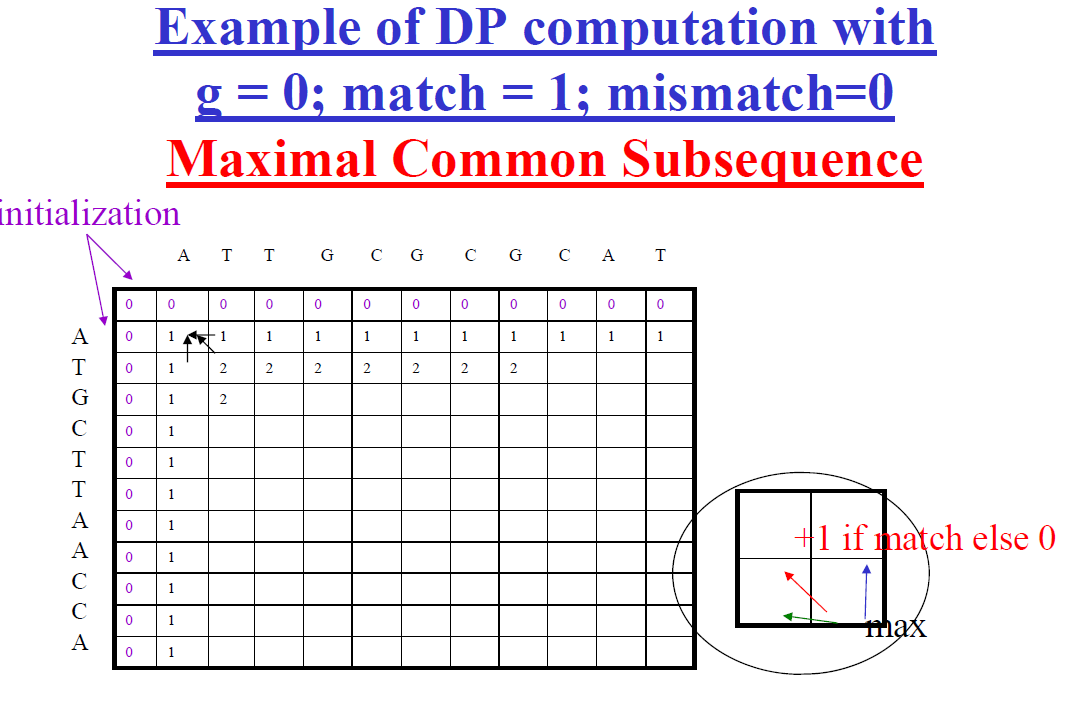 Example of DP computation with
g = 0; match = 1; mismatch=0
Maximal Common Subsequence
initialization
A T T G C G C G C A T
0 0 0 0 0 0 0 0 0 0 0 0
A 0 1 1 1 1 1 1 1 1 1 1 1
T 0 1 2 2 2 2 2 2 2
G 0 1 2
C 0 1
T 0 1
T 0 1
A 0 1
A 0 1
C 0 1
C 0 1
A 0 1
+1 if match else 0
max